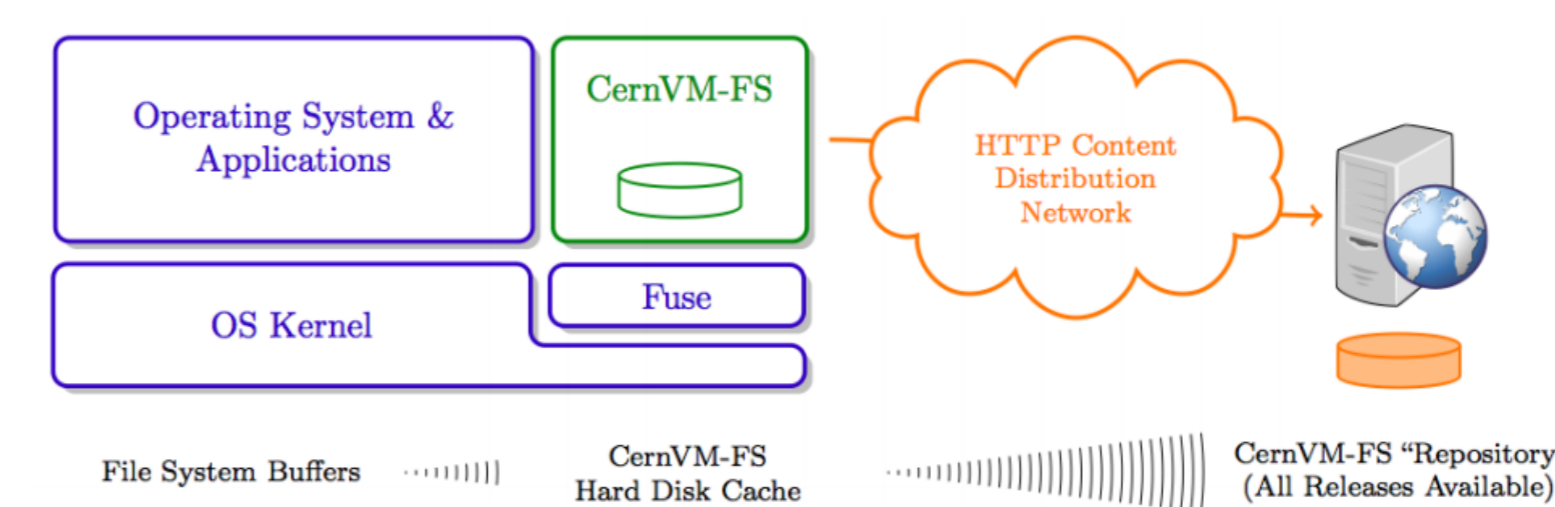 Operating System &
Applications
CernVM-FS
HTTP Content
Distribution
Network
OS Kernel
Fuse
File System Buffers
CernVM-FS
Hard Disk Cache
CernVM-FS “Repository
(All Releases Available)